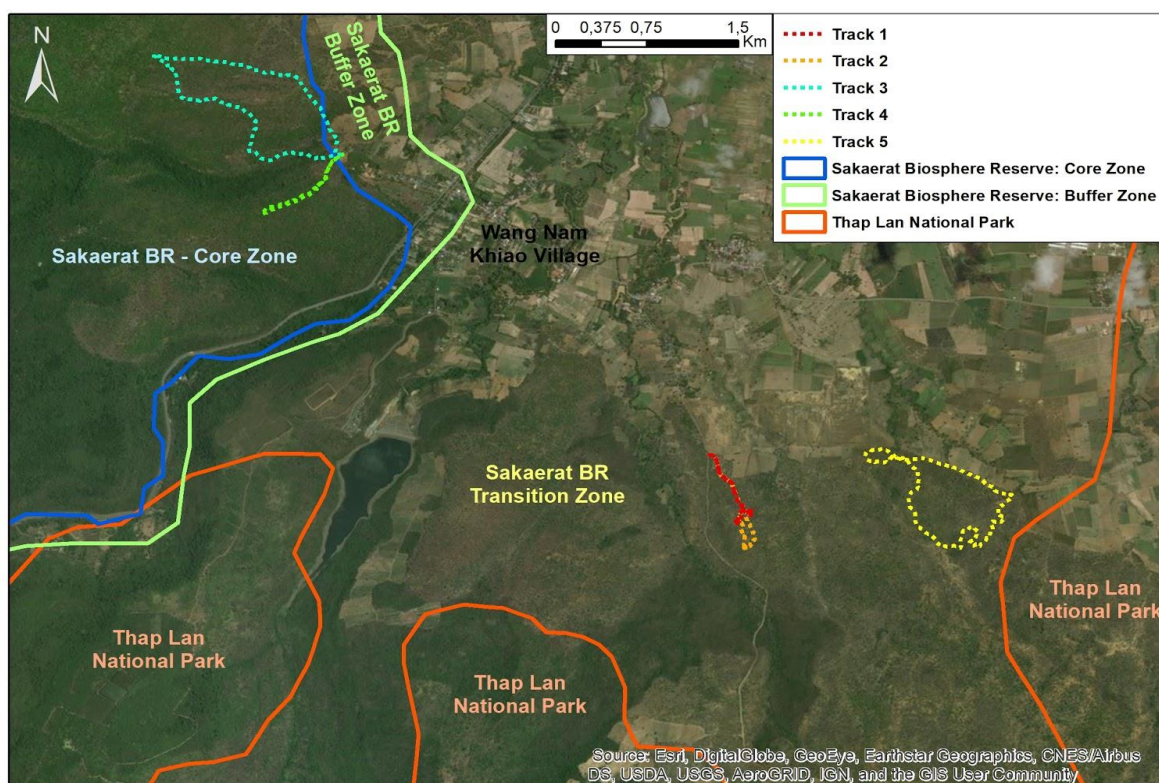 N
0 0,375 0,75 1,5
Km
Track 1
Track 2
Track 3
Track 4
Track 5
Sakaerat Biosphere Reserve: Core Zone
Sakaerat Biosphere Reserve: Buffer Zone
Thap Lan National Park
Sakaerat BR
Buffer Zone
Wang Nam
Khiao Village
Sakaerat BR - Core Zone
Sakaerat BR
Transition Zone
Thap Lan
National Park
Thap Lan
National Park
Thap Lan
National Park
Source: Esri, DigitalGlobe, GeoEye, Earthstar Geographics, CNES/Airbus
DS, USDA, USGS, AeroGRID, IGN, and the GIS User Community